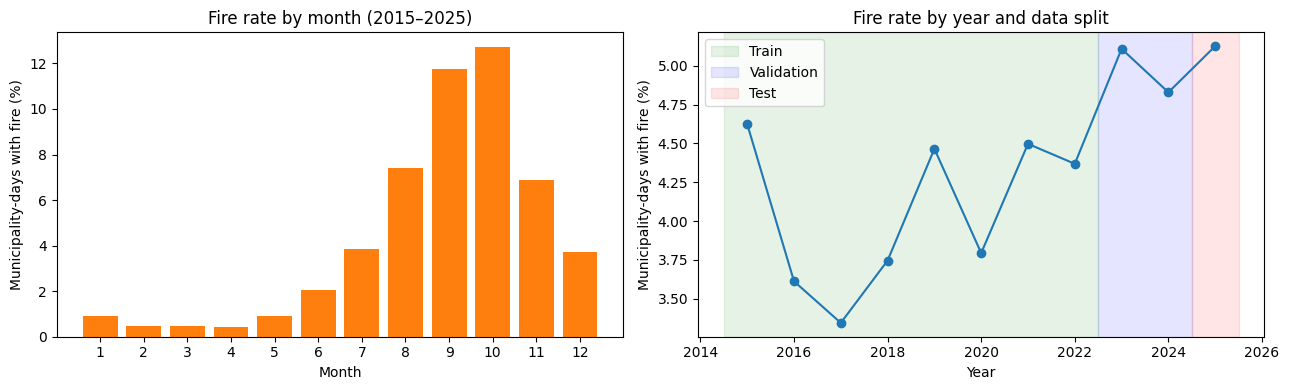 Fire rate by month (2015–2025)
Municipality-days with fire (%)
12
10
8
6
4
2
0
1 2 3 4 5 6 7 8 9 10 11 12
Month
Fire rate by year and data split
Municipality-days with fire (%)
Train
Validation
Test
5.00
4.75
4.50
4.25
4.00
3.75
3.50
2014 2016 2018 2020 2022 2024 2026
Year